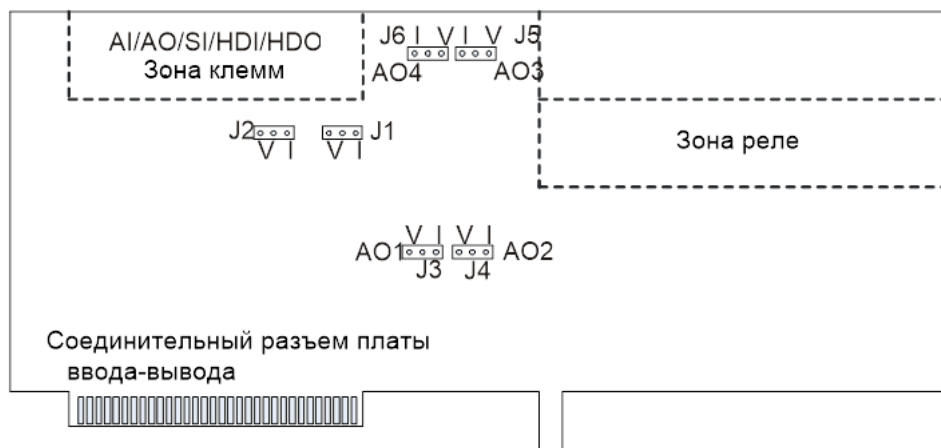 AI/AO/SI/HDI/HDO
Зона клемм
J6 I V I V J5
AO4 AO3
J2 J1
V I V I
Зона реле
V I V I
AO1 AO2
J3 J4
Соединительный разъем платы
ввода-вывода